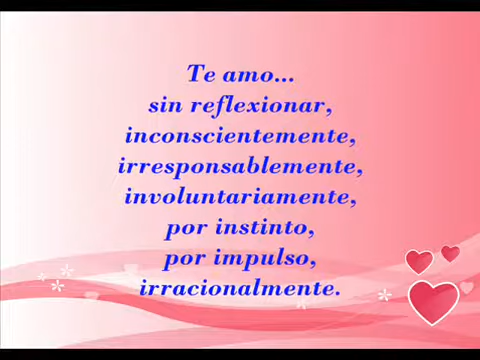 Te amo...
sin reflexionar,
inconscientemente,
irresponsablemente,
involuntariamente,
por instinto,
por impulso,
irracionalmente.